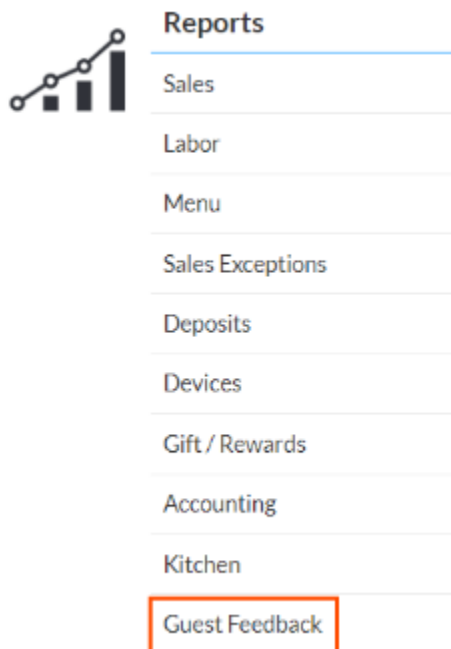 Reports
Sales
Labor
Menu
Sales Exceptions
Deposits
Devices
Gift / Rewards
Accounting
Kitchen
Guest Feedback